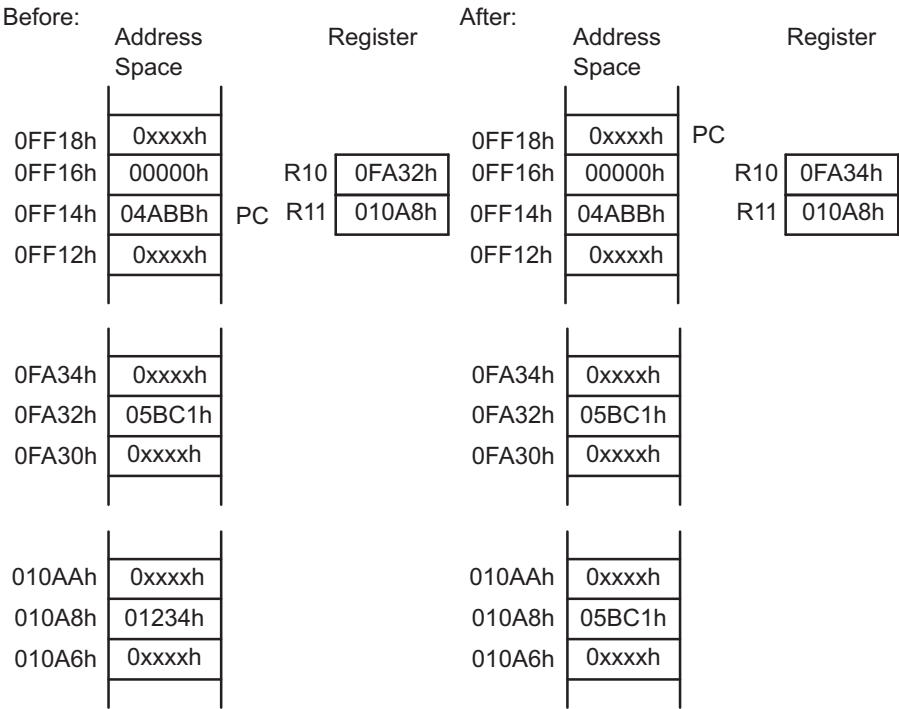 Before:
Address Space
Register
0FF18h 0xxxxh
0FF16h 00000h R10 0FA32h
0FF14h 04ABBh PC R11 010A8h
0FF12h 0xxxxh
0FA34h 0xxxxh
0FA32h 05BC1h
0FA30h 0xxxxh
010AAh 0xxxxh
010A8h 01234h
010A6h 0xxxxh
After:
Address Space
Register
0FF18h 0xxxxh PC
0FF16h 00000h R10 0FA34h
0FF14h 04ABBh R11 010A8h
0FF12h 0xxxxh
0FA34h 0xxxxh
0FA32h 05BC1h
0FA30h 0xxxxh
010AAh 0xxxxh
010A8h 05BC1h
010A6h 0xxxxh